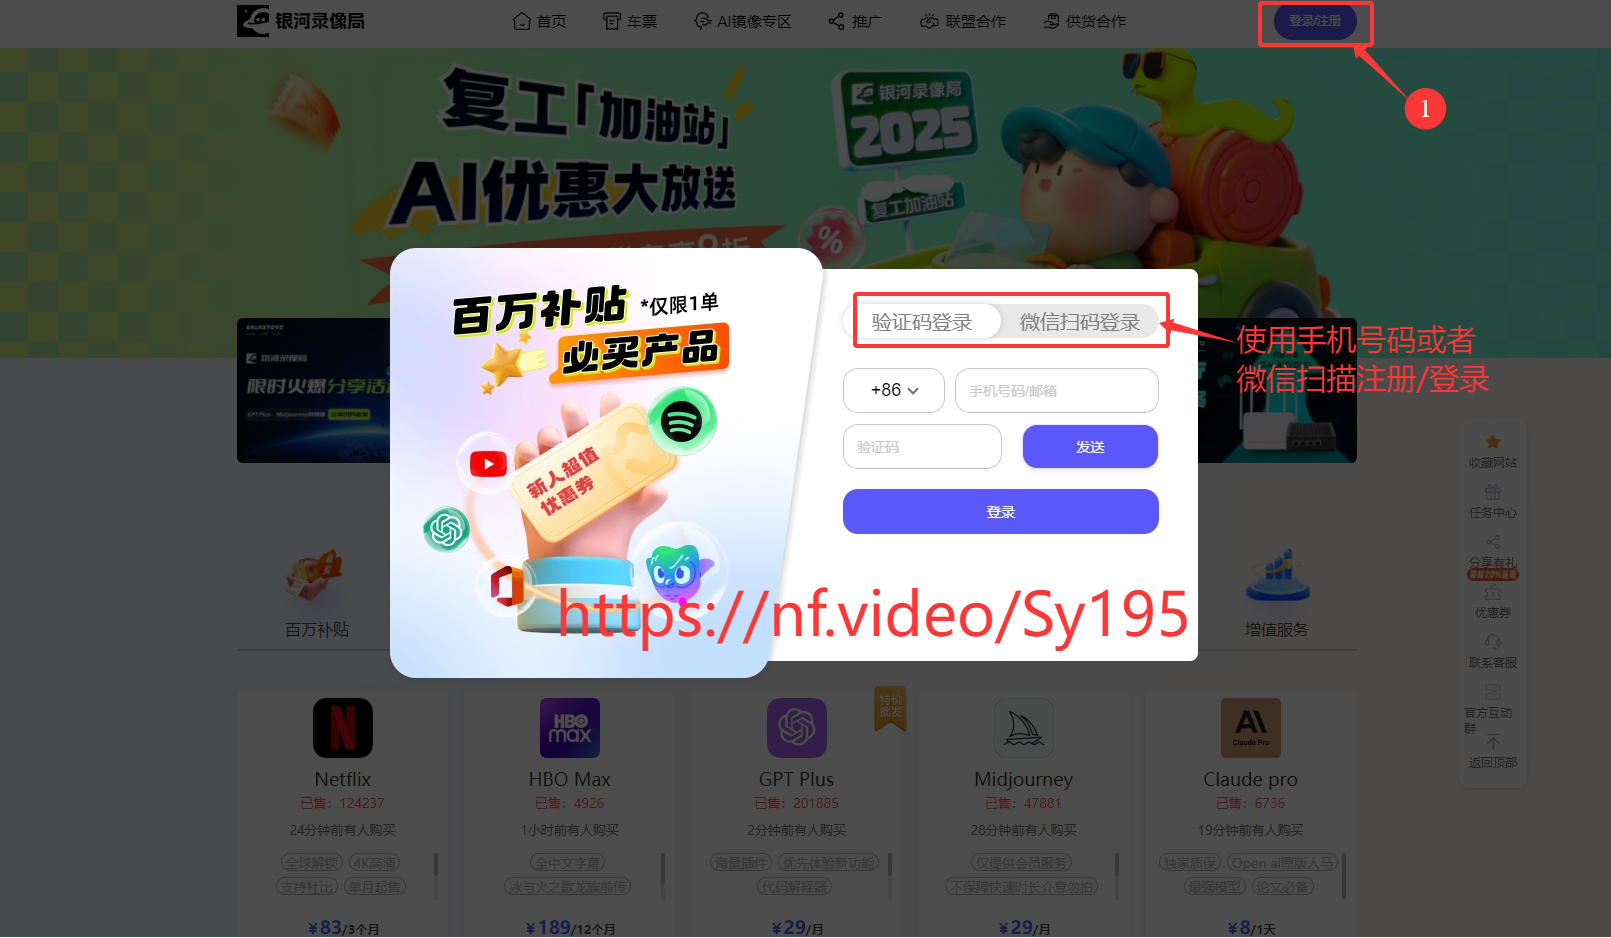 银河录像局
首页
车票
AI镜像专区
推广
联盟合作
供货合作
登录/注册
1
复工「加油站」
AI优惠大放送
银河录像局
2025
复工加油站
%
百万补贴 *仅限1单
必买产品
新人超值
优惠券
验证码登录
微信扫码登录
+86
手机号码/邮箱
验证码
发送
登录
使用手机号码或者
微信扫描注册/登录
https://nf.video/Sy195
银河录像局
限时火爆分享活
百万补贴
增值服务
收藏网站
任务中心
分享有礼
优惠券
联系客服
官方互动
群
返回顶部
Netflix
已售：124237
24分钟前有人购买
全球解锁
4K高清
支持杜比
单月起售
¥83/3个月
HBO
max
HBO Max
已售：4926
1小时前有人购买
全中文字幕
冰与火之歌龙族前传
¥189/12个月
特价
批发
GPT Plus
已售：201885
2分钟前有人购买
海量插件
优先体验新功能
代码解释器
¥29/月
Midjourney
已售：47881
28分钟前有人购买
仅提供会员服务
不保障快速时长介意勿拍
¥29/月
Claude Pro
Claude pro
已售：6736
19分钟前有人购买
独家质保
Open ai原版人马
最强模型
论文必备
¥8/1天